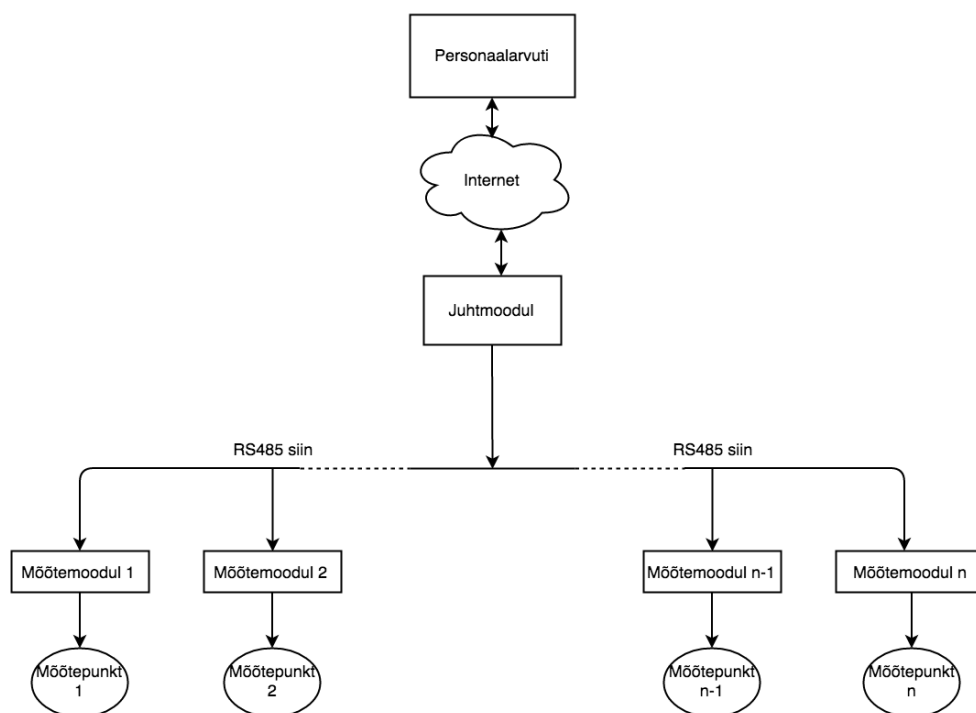 Personaalarvuti
Internet
Juhtmoodul
RS485 siin
RS485 siin
Mõõtemoodul 1
Mõõtemoodul 2
Mõõtemoodul n-1
Mõõtemoodul n
Mõõtepunkt
1
Mõõtepunkt
2
Mõõtepunkt
n-1
Mõõtepunkt
n